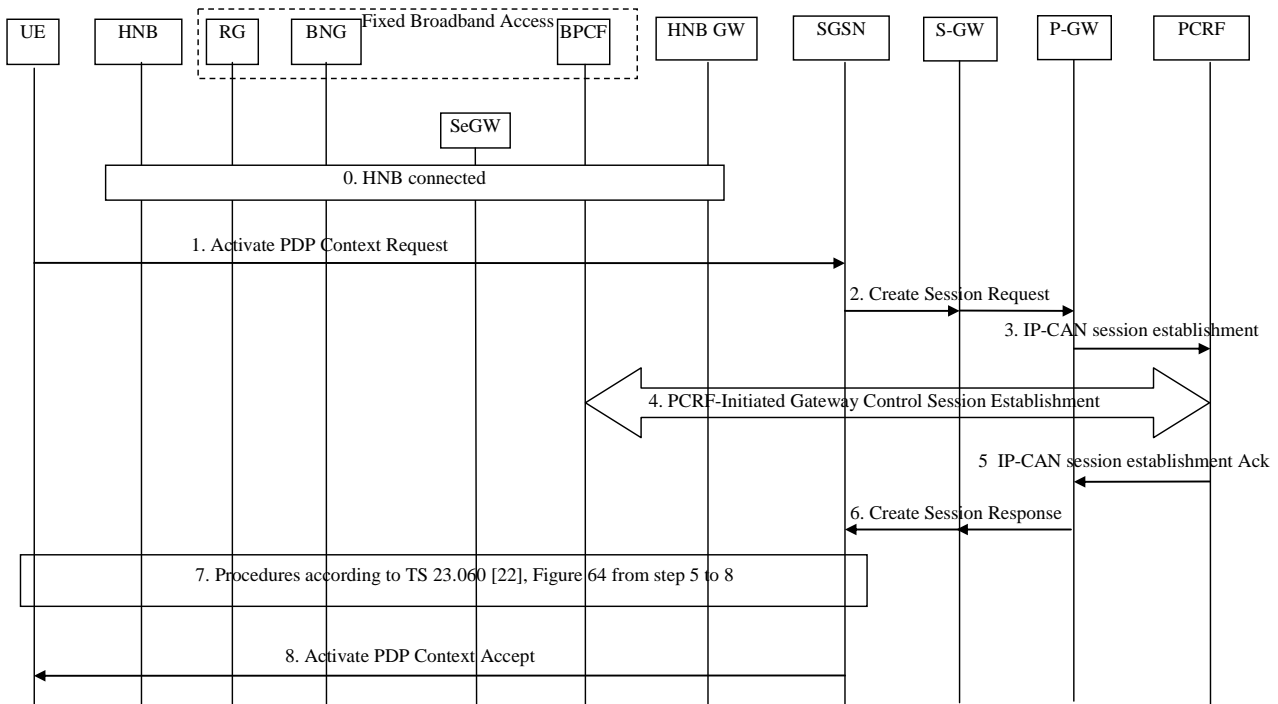 Fixed Broadband Access
UE
HNB
RG
BNG
BPCF
HNB GW
SGSN
S-GW
P-GW
PCRF
SeGW
0. HNB connected
1. Activate PDP Context Request
2. Create Session Request
3. IP-CAN session establishment
4. PCRF-Initiated Gateway Control Session Establishment
5 IP-CAN session establishment Ack
6. Create Session Response
7. Procedures according to TS 23.060 [22], Figure 64 from step 5 to 8
8. Activate PDP Context Accept